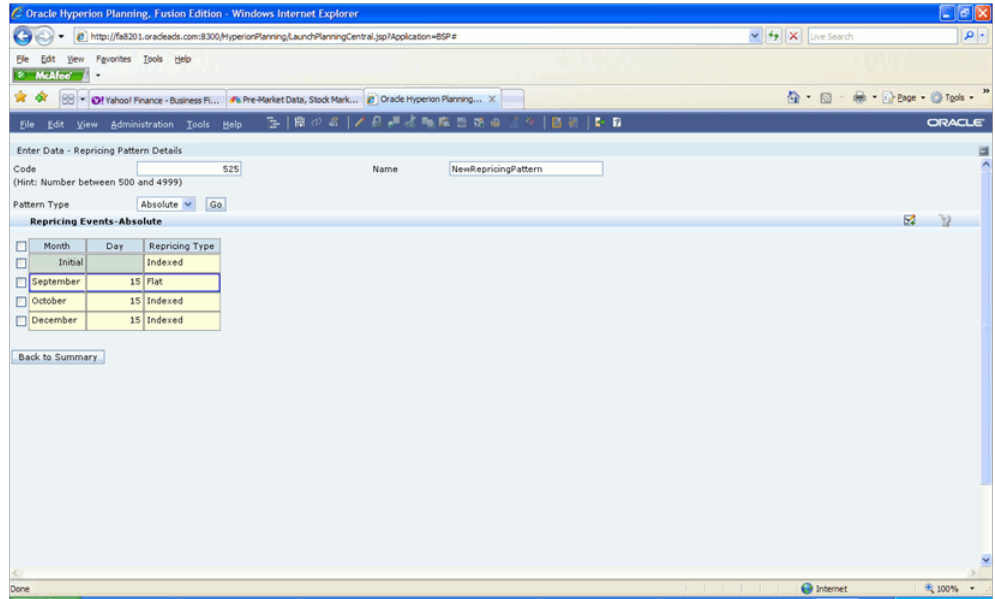 Oracle Hyperion Planning, Fusion Edition - Windows Internet Explorer
http://fa8201.oracleads.com:8300/HyperionPlanning/LaunchPlanningCentral.jsp?Application=BSP# Live Search
File Edit View Favorites Tools Help
McAfee
Yahoo! Finance - Business Fi... Pre-Market Data, Stock Mark... Oracle Hyperion Planning... X Page Tools »
File Edit View Administration Tools Help ORACLE
Enter Data - Repricing Pattern Details
Code 525 Name NewRepricingPattern
(Hint: Number between 500 and 4999)
Pattern Type Absolute Go
Repricing Events-Absolute
Month Day Repricing Type
Initial Indexed
September 15 Flat
October 15 Indexed
December 15 Indexed
Back to Summary
Done Internet 100%